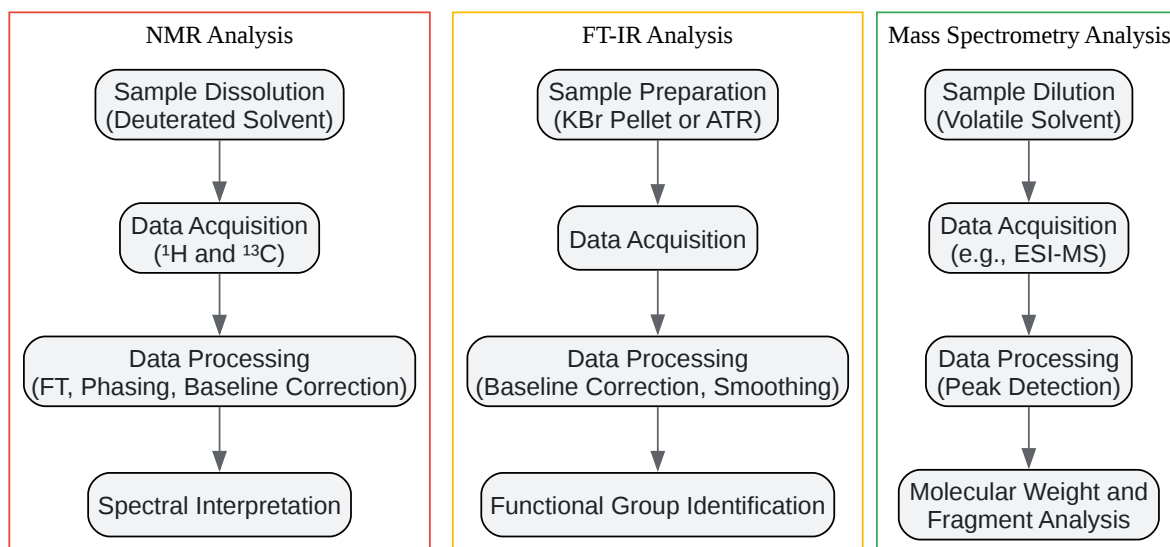 NMR Analysis
Sample Dissolution
(Deuterated Solvent)
Data Acquisition
(¹H and ¹³C)
Data Processing
(FT, Phasing, Baseline Correction)
Spectral Interpretation
FT-IR Analysis
Sample Preparation
(KBr Pellet or ATR)
Data Acquisition
Data Processing
(Baseline Correction, Smoothing)
Functional Group Identification
Mass Spectrometry Analysis
Sample Dilution
(Volatile Solvent)
Data Acquisition
(e.g., ESI-MS)
Data Processing
(Peak Detection)
Molecular Weight and
Fragment Analysis